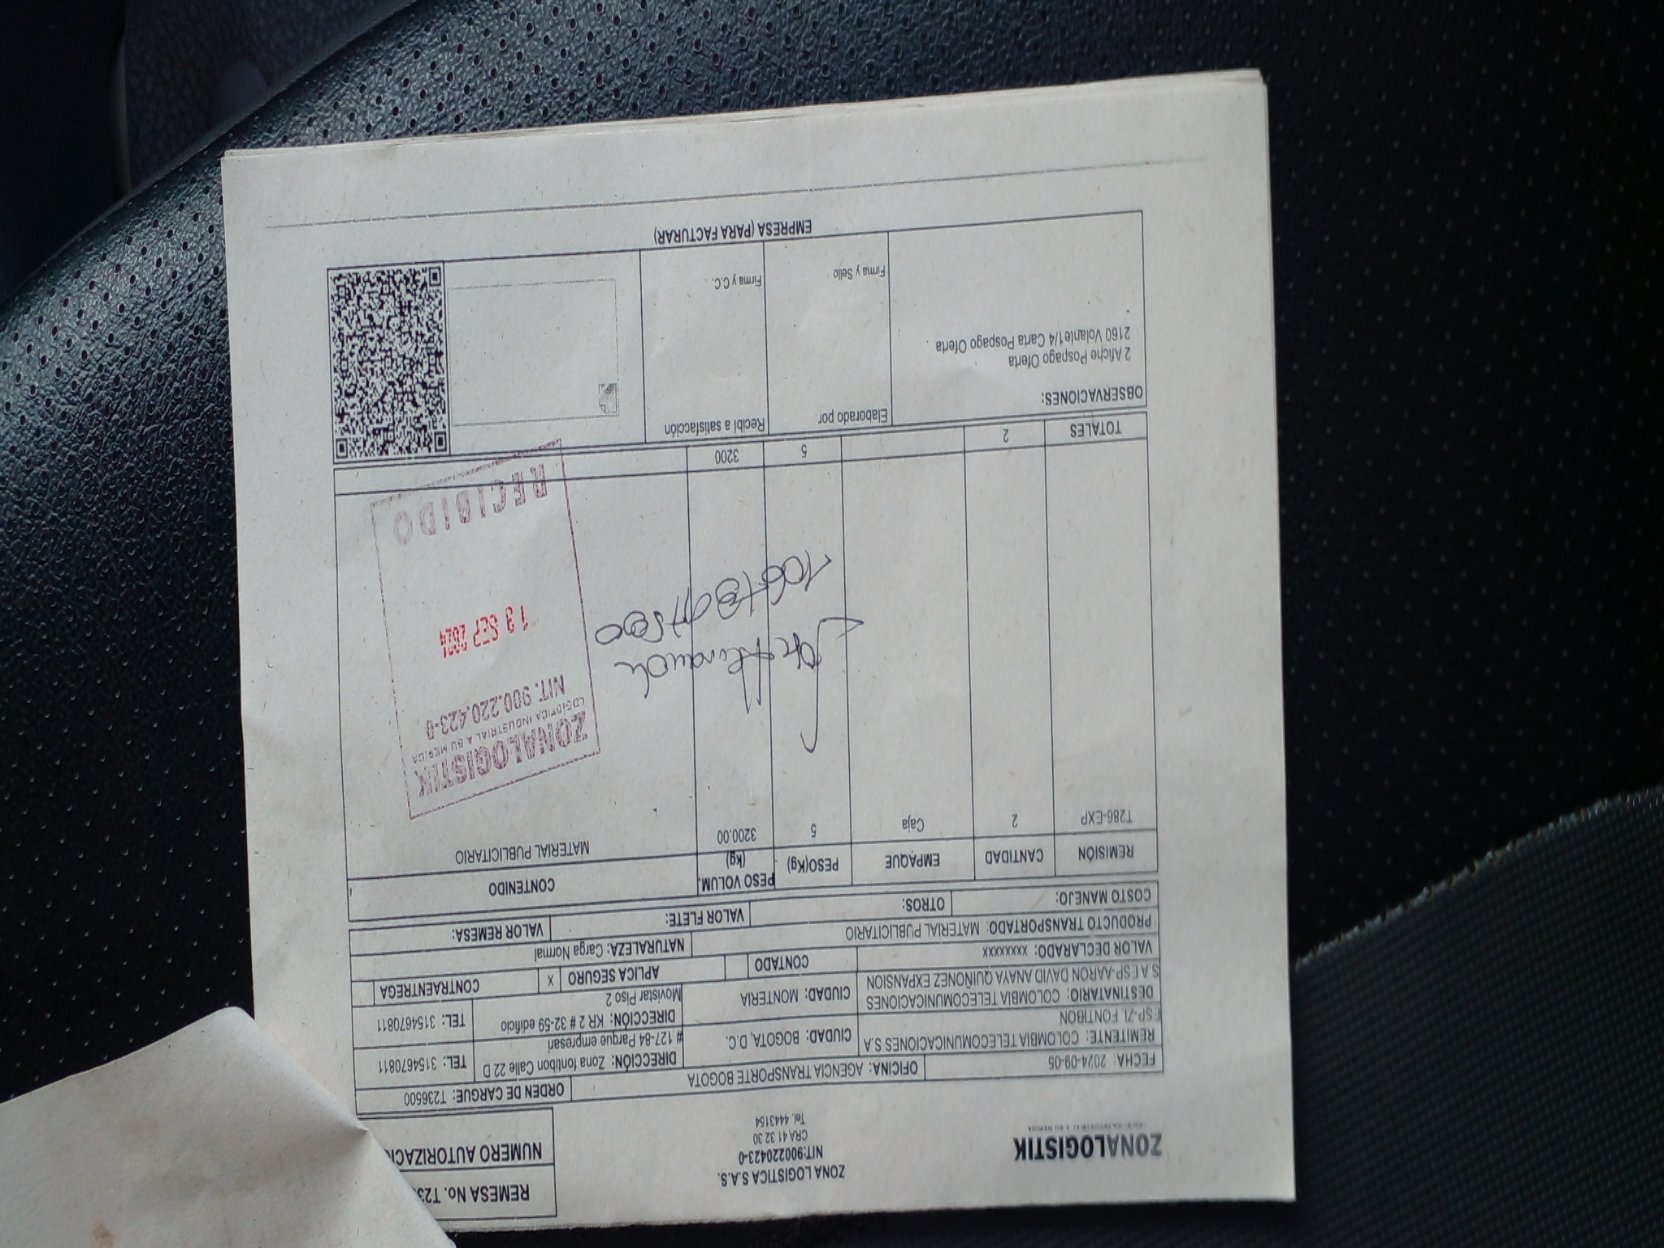 ZONALOGISTIK
ZONA LOGISTICA S.A.S.
NIT:900220423-0
CRA 41 32 30
Tel. 4443154
REMESA No. T23
NUMERO AUTORIZACI
FECHA: 2024-09-05
OFICINA: AGENCIA TRANSPORTE BOGOTA
ORDEN DE CARGUE: T236500
REMITENTE: COLOMBIA TELECOMUNICACIONES S.A
ESP-ZL FONTIBON
CIUDAD: BOGOTA, D.C.
DIRECCIÓN: Zona fontibon Calle 22 D
# 127-84 Parque empresari
TEL: 3154670811
DESTINATARIO: COLOMBIA TELECOMUNICACIONES
S.A ESP-AARON DAVID ANAYA QUIÑONEZ EXPANSION
CIUDAD: MONTERIA
DIRECCIÓN: KR 2 # 32-59 edificio
Movistar Piso 2
TEL: 3154670811
VALOR DECLARADO: xxxxxxxx
CONTADO
APLICA SEGURO x
CONTRAENTREGA
PRODUCTO TRANSPORTADO: MATERIAL PUBLICITARIO
NATURALEZA: Carga Normal
COSTO MANEJO:
OTROS:
VALOR FLETE:
VALOR REMESA:
REMISIÓN CANTIDAD EMPAQUE PESO(Kg) PESO VOLUM. (kg) CONTENIDO
T286-EXP 2 Caja 5 3200.00 MATERIAL PUBLICITARIO
ZONALOGISTIK
LOGÍSTICA INDUSTRIAL A SU MEDIDA
NIT. 900.220.423-0
19 SEP 2024
RECIBIDO
TOTALES 2 5 3200
OBSERVACIONES:
2 Afiche Pospago Oferta
2160 Volante1/4 Carta Pospago Oferta
Elaborado por
Firma y Sello
Recibí a satisfacción
Firma y C.C.
EMPRESA (PARA FACTURAR)